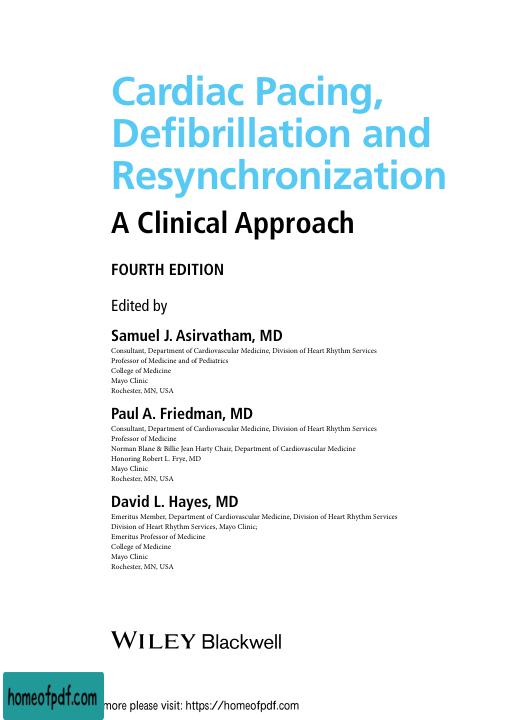 Cardiac Pacing,
Defibrillation and
Resynchronization
A Clinical Approach
FOURTH EDITION
Edited by
Samuel J. Asirvatham, MD
Consultant, Department of Cardiovascular Medicine, Division of Heart Rhythm Services
Professor of Medicine and of Pediatrics
College of Medicine
Mayo Clinic
Rochester, MN, USA
Paul A. Friedman, MD
Consultant, Department of Cardiovascular Medicine, Division of Heart Rhythm Services
Professor of Medicine
Norman Blane & Billie Jean Harty Chair, Department of Cardiovascular Medicine
Honoring Robert L. Frye, MD
Mayo Clinic
Rochester, MN, USA
David L. Hayes, MD
Emeritus Member, Department of Cardiovascular Medicine, Division of Heart Rhythm Services
Division of Heart Rhythm Services, Mayo Clinic;
Emeritus Professor of Medicine
College of Medicine
Mayo Clinic
Rochester, MN, USA
WILEY Blackwell
homeofpdf.com
more please visit: https://homeofpdf.com